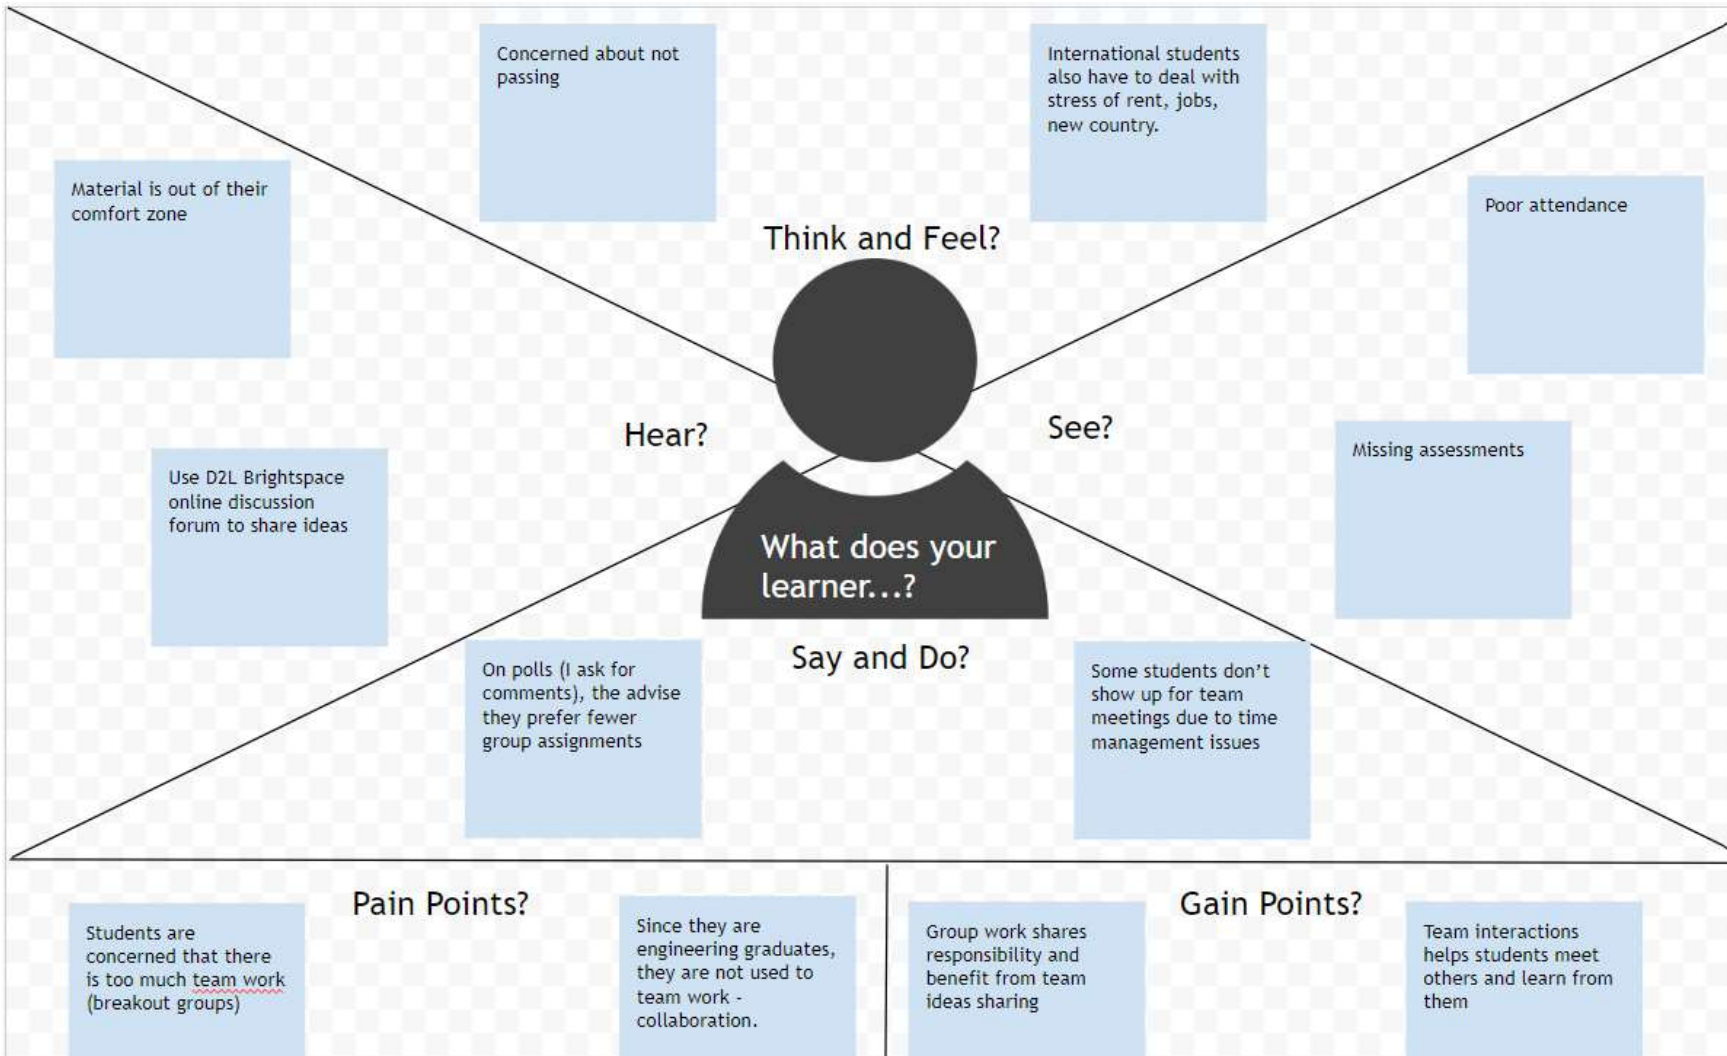 Concerned about not
passing
International students
also have to deal with
stress of rent, jobs,
new country.
Material is out of their
comfort zone
Poor attendance
Think and Feel?
Hear?
See?
Use D2L Brightspace
online discussion
forum to share ideas
Missing assessments
What does your
learner...?
Say and Do?
On polls (I ask for
comments), the advise
they prefer fewer
group assignments
Some students don't
show up for team
meetings due to time
management issues
Pain Points?
Students are
concerned that there
is too much team work
(breakout groups)
Since they are
engineering graduates,
they are not used to
team work -
collaboration.
Gain Points?
Group work shares
responsibility and
benefit from team
ideas sharing
Team interactions
helps students meet
others and learn from
them